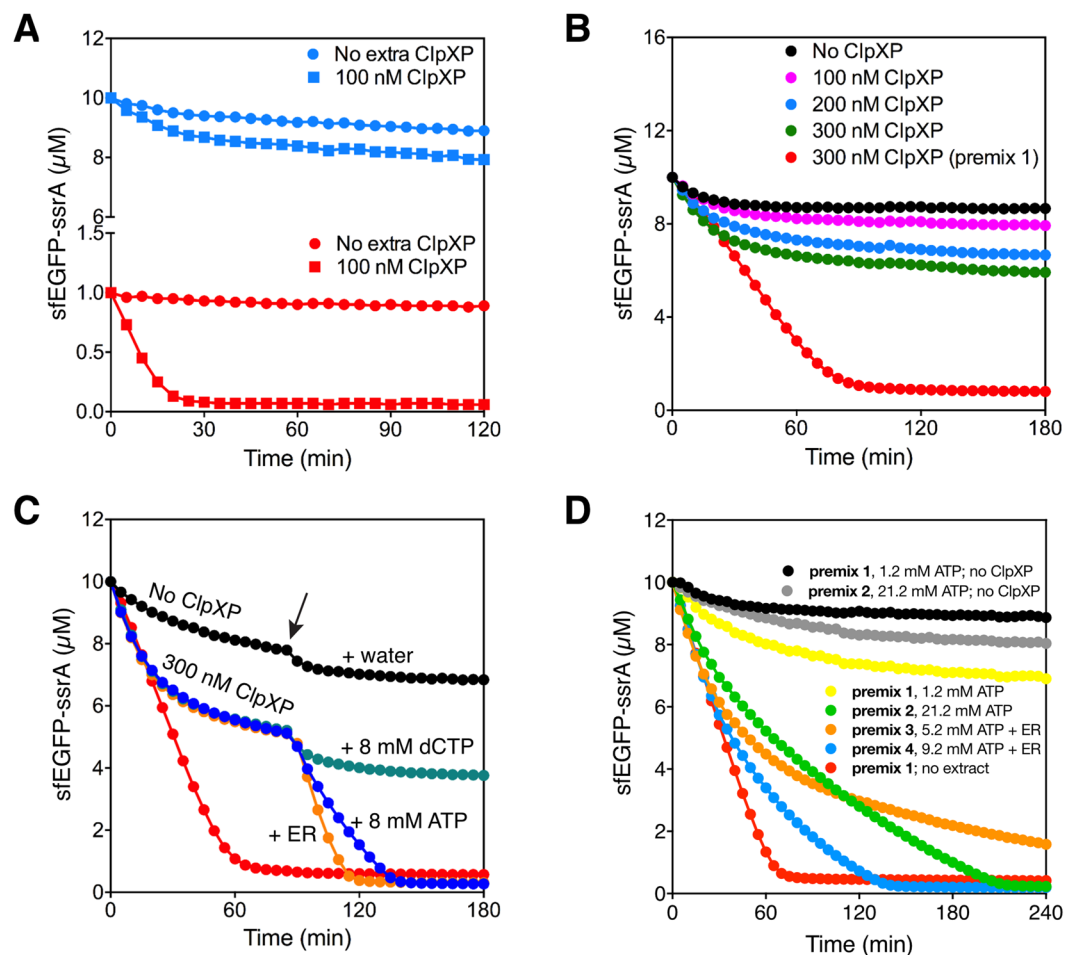 A
12
10
8
6
1.5
1.0
0.5
0.0
sfEGFP-ssrA (µM)
No extra ClpXP
100 nM ClpXP
No extra ClpXP
100 nM ClpXP
0 30 60 90 120
Time (min)
B
16
12
8
4
0
sfEGFP-ssrA (µM)
No ClpXP
100 nM ClpXP
200 nM ClpXP
300 nM ClpXP
300 nM ClpXP (premix 1)
0 60 120 180
Time (min)
C
12
10
8
6
4
2
0
sfEGFP-ssrA (µM)
No ClpXP
+ water
300 nM ClpXP
+ 8 mM dCTP
+ 8 mM ATP
+ ER
0 60 120 180
Time (min)
D
12
10
8
6
4
2
0
sfEGFP-ssrA (µM)
premix 1, 1.2 mM ATP; no ClpXP
premix 2, 21.2 mM ATP; no ClpXP
premix 1, 1.2 mM ATP
premix 2, 21.2 mM ATP
premix 3, 5.2 mM ATP + ER
premix 4, 9.2 mM ATP + ER
premix 1; no extract
0 60 120 180 240
Time (min)